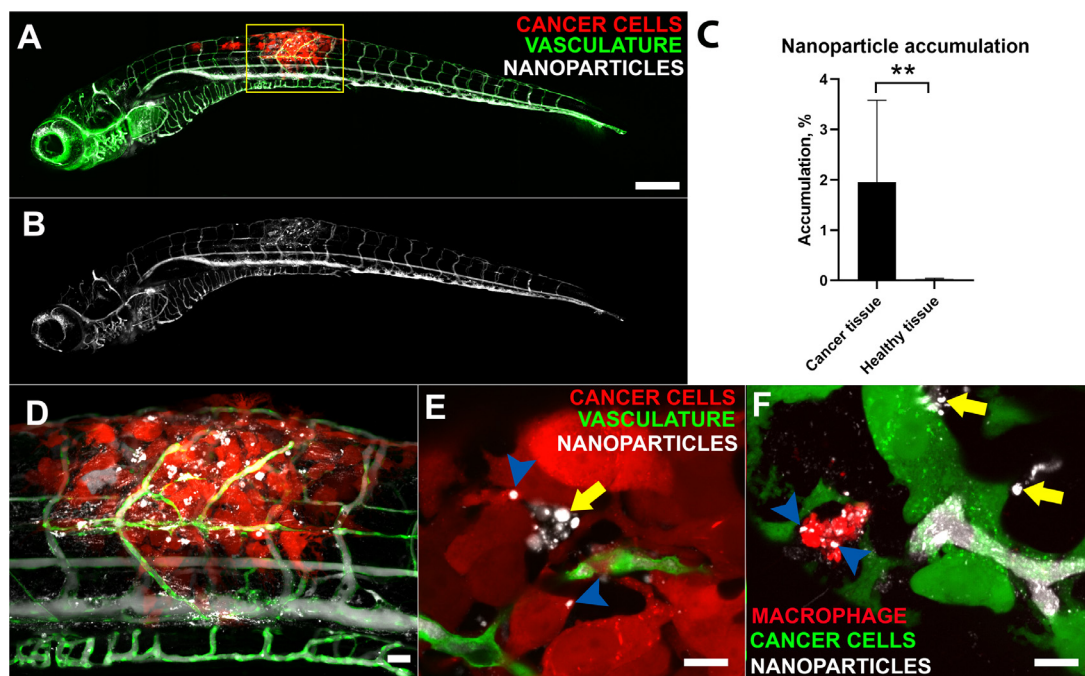 A
CANCER CELLS
VASCULATURE
NANOPARTICLES
B
C
Nanoparticle accumulation
**
4
3
2
1
0
Accumulation, %
Cancer tissue
Healthy tissue
D
E
CANCER CELLS
VASCULATURE
NANOPARTICLES
F
MACROPHAGE
CANCER CELLS
NANOPARTICLES